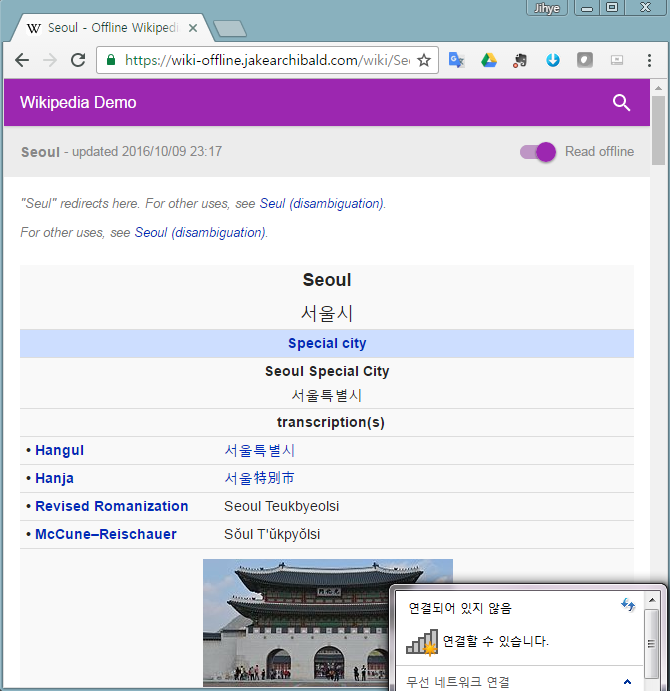 Jihye
Seoul - Offline Wikipedi
https://wiki-offline.jakearchibald.com/wiki/Se
Wikipedia Demo
Seoul - updated 2016/10/09 23:17
Read offline
"Seul" redirects here. For other uses, see Seul (disambiguation).
For other uses, see Seoul (disambiguation).
Seoul
서울시
Special city
Seoul Special City
서울특별시
transcription(s)
• Hangul 서울특별시
• Hanja 서울特別市
• Revised Romanization Seoul Teukbyeolsi
• McCune–Reischauer Sŏul T'ŭkpyŏlsi
연결되어 있지 않음
연결할 수 있습니다.
무선 네트워크 연결